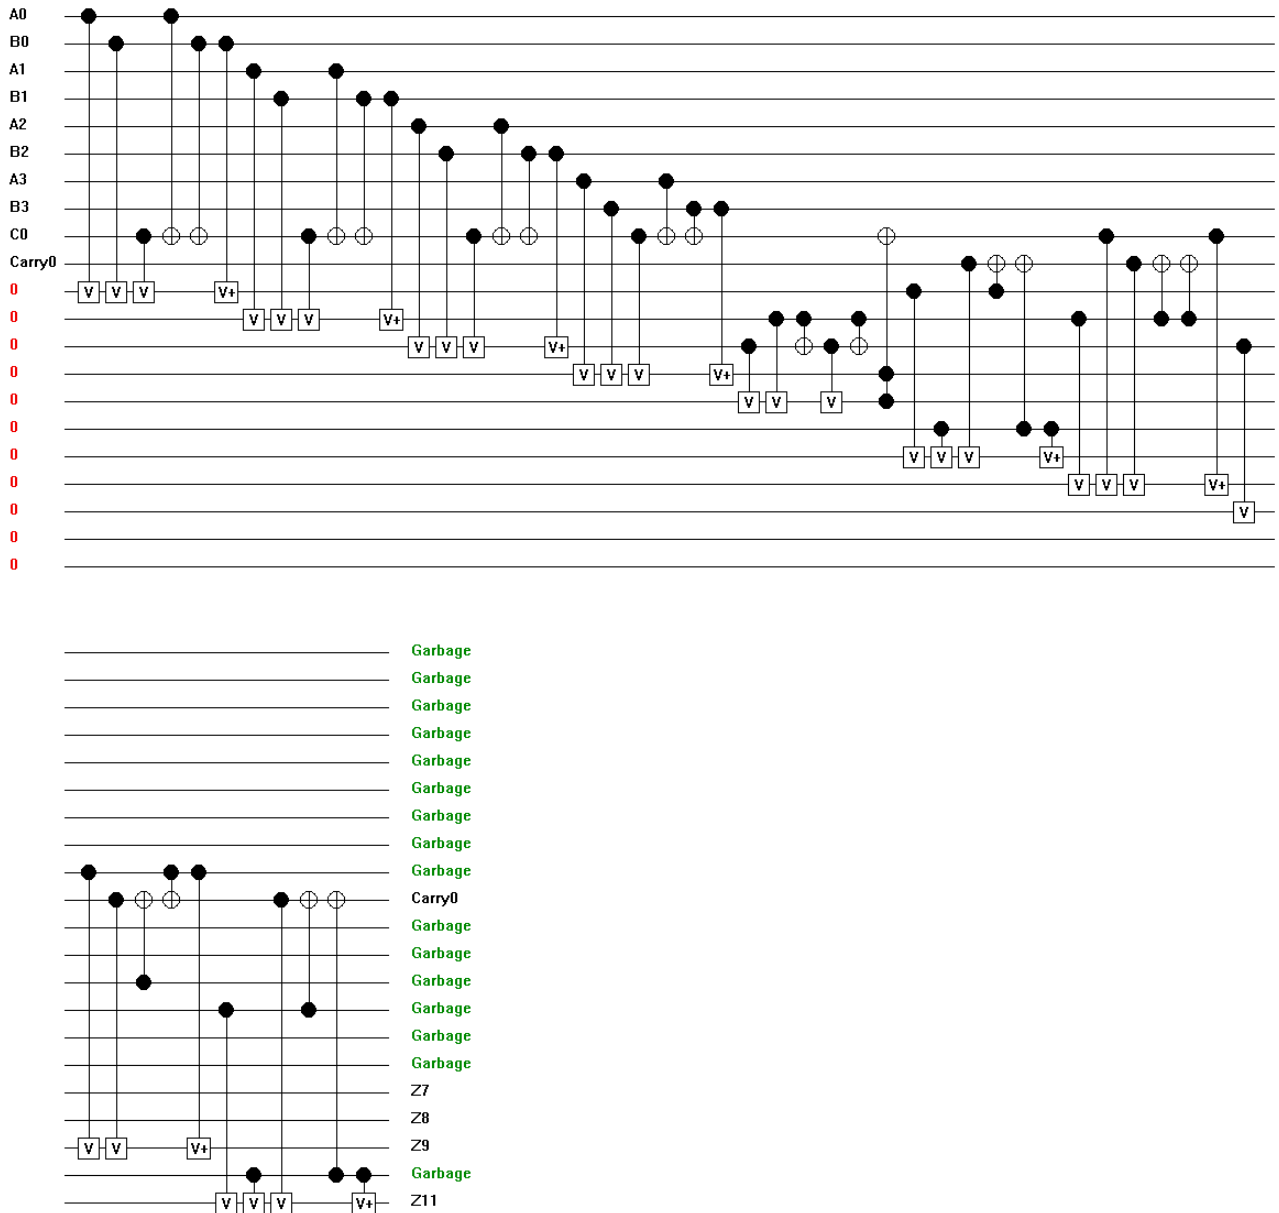 A0
B0
A1
B1
A2
B2
A3
B3
C0
Carry0
0 V V V V+
0 V V V V+
0 V V V V+
0 V V V V+
0 V V V
0
0 V V V V+
0 V V V V+
0 V
0
0
Garbage
Garbage
Garbage
Garbage
Garbage
Garbage
Garbage
Garbage
Garbage
Carry0
Garbage
Garbage
Garbage
Garbage
Garbage
Garbage
Z7
Z8
V V V+ Z9
Garbage
V V V V+ Z11